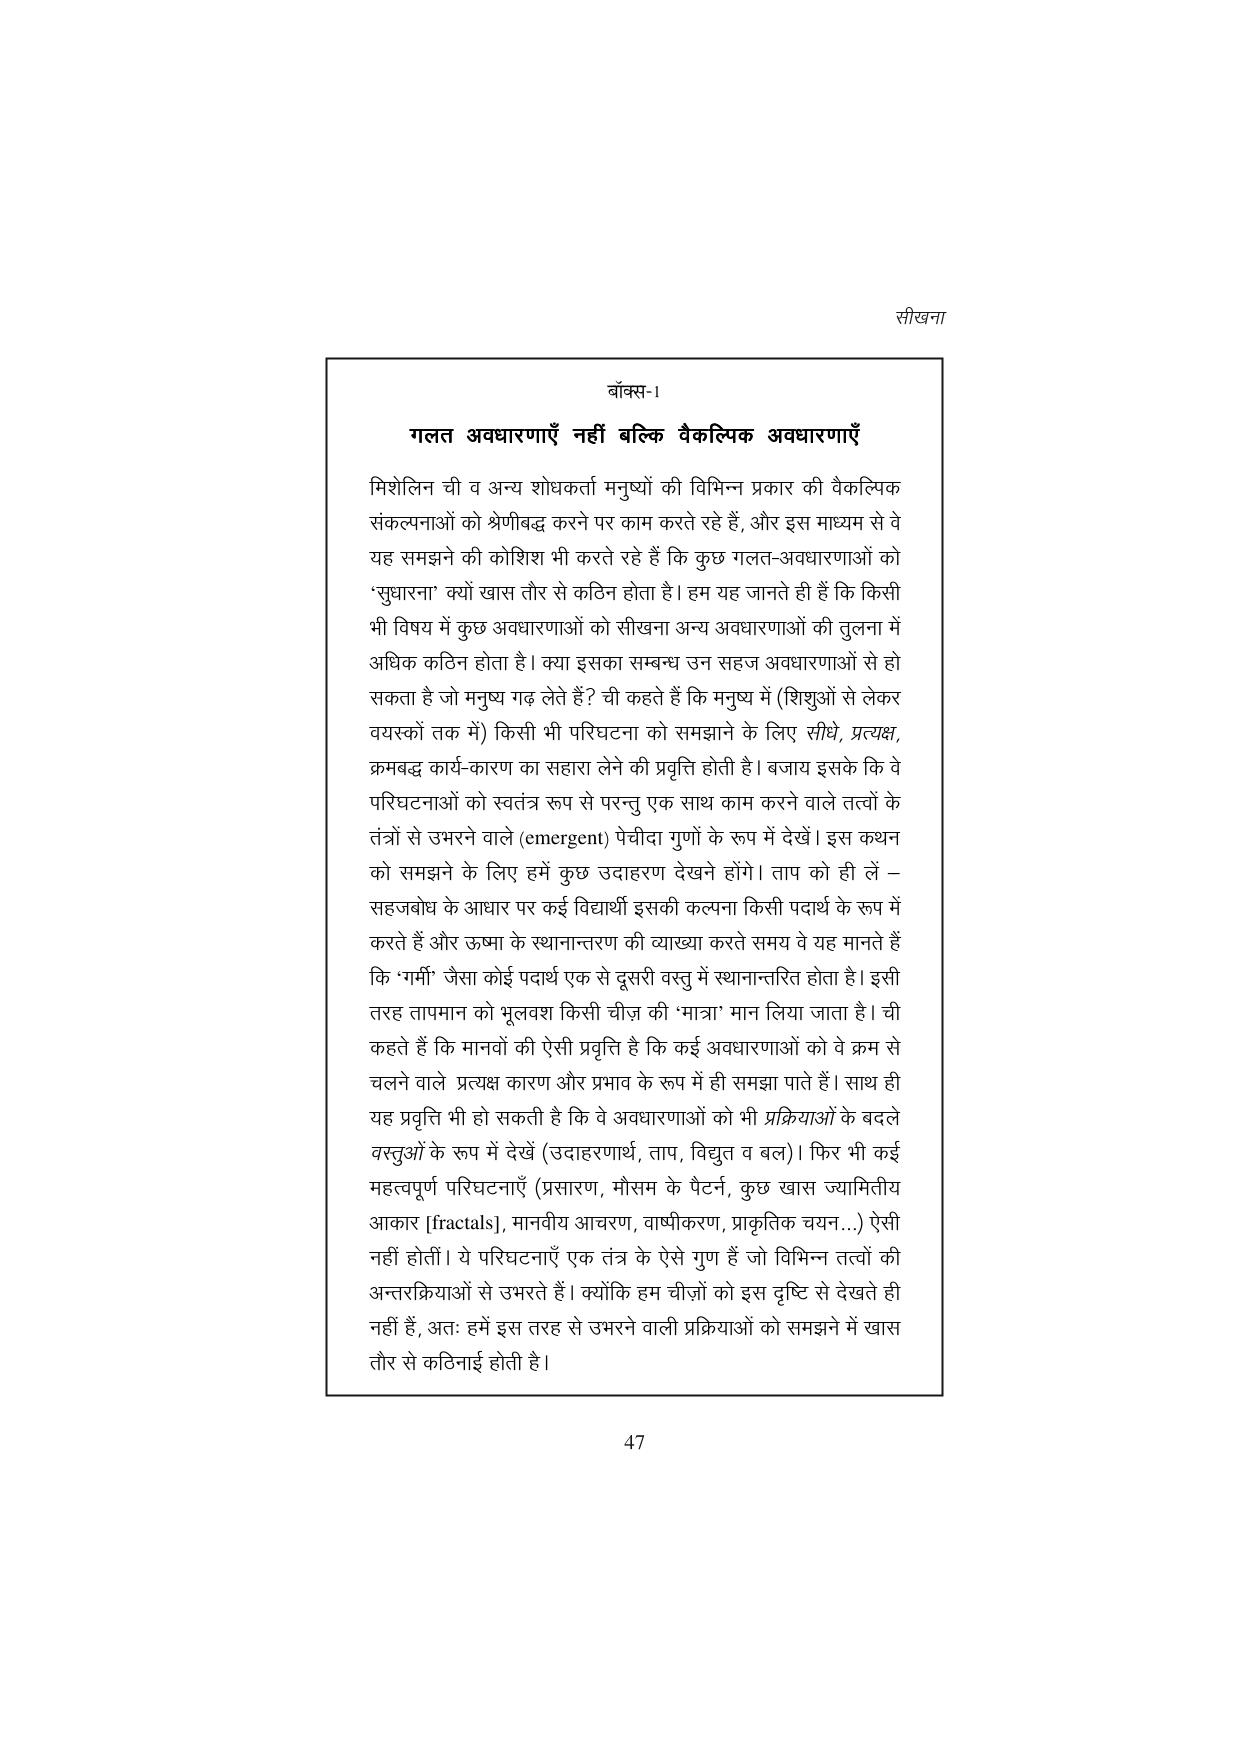 सीखना
बॉक्स-1
गलत अवधारणाएँ नहीं बल्कि वैकल्पिक अवधारणाएँ
मिशेलिन ची व अन्य शोधकर्ता मनुष्यों की विभिन्न प्रकार की वैकल्पिक
संकल्पनाओं को श्रेणीबद्ध करने पर काम करते रहे हैं, और इस माध्यम से वे
यह समझने की कोशिश भी करते रहे हैं कि कुछ गलत-अवधारणाओं को
‘सुधारना’ क्यों खास तौर से कठिन होता है। हम यह जानते ही हैं कि किसी
भी विषय में कुछ अवधारणाओं को सीखना अन्य अवधारणाओं की तुलना में
अधिक कठिन होता है। क्या इसका सम्बन्ध उन सहज अवधारणाओं से हो
सकता है जो मनुष्य गढ़ लेते हैं? ची कहते हैं कि मनुष्य में (शिशुओं से लेकर
वयस्कों तक में) किसी भी परिघटना को समझाने के लिए सीधे, प्रत्यक्ष,
क्रमबद्ध कार्य-कारण का सहारा लेने की प्रवृत्ति होती है। बजाय इसके कि वे
परिघटनाओं को स्वतंत्र रूप से परन्तु एक साथ काम करने वाले तत्वों के
तंत्रों से उभरने वाले (emergent) पेचीदा गुणों के रूप में देखें। इस कथन
को समझने के लिए हमें कुछ उदाहरण देखने होंगे। ताप को ही लें –
सहजबोध के आधार पर कई विद्यार्थी इसकी कल्पना किसी पदार्थ के रूप में
करते हैं और ऊष्मा के स्थानान्तरण की व्याख्या करते समय वे यह मानते हैं
कि ‘गर्मी’ जैसा कोई पदार्थ एक से दूसरी वस्तु में स्थानान्तरित होता है। इसी
तरह तापमान को भूलवश किसी चीज़ की ‘मात्रा’ मान लिया जाता है। ची
कहते हैं कि मानवों की ऐसी प्रवृत्ति है कि कई अवधारणाओं को वे क्रम से
चलने वाले प्रत्यक्ष कारण और प्रभाव के रूप में ही समझा पाते हैं। साथ ही
यह प्रवृत्ति भी हो सकती है कि वे अवधारणाओं को भी प्रक्रियाओं के बदले
वस्तुओं के रूप में देखें (उदाहरणार्थ, ताप, विद्युत व बल)। फिर भी कई
महत्वपूर्ण परिघटनाएँ (प्रसारण, मौसम के पैटर्न, कुछ खास ज्यामितीय
आकार [fractals], मानवीय आचरण, वाष्पीकरण, प्राकृतिक चयन...) ऐसी
नहीं होतीं। ये परिघटनाएँ एक तंत्र के ऐसे गुण हैं जो विभिन्न तत्वों की
अन्तरक्रियाओं से उभरते हैं। क्योंकि हम चीज़ों को इस दृष्टि से देखते ही
नहीं हैं, अतः हमें इस तरह से उभरने वाली प्रक्रियाओं को समझने में खास
तौर से कठिनाई होती है।
47